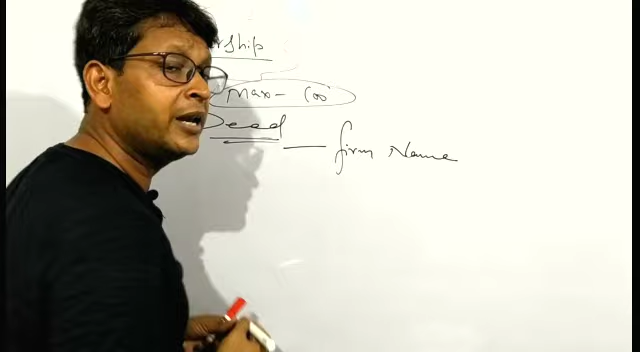 rship
Max - 100
Deed — firm Name